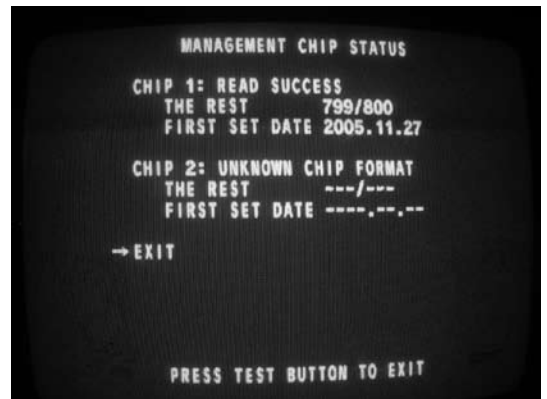 MANAGEMENT CHIP STATUS
CHIP 1: READ SUCCESS
THE REST 799/800
FIRST SET DATE 2005.11.27
CHIP 2: UNKNOWN CHIP FORMAT
THE REST ---/---
FIRST SET DATE ----.--.--
→EXIT
PRESS TEST BUTTON TO EXIT